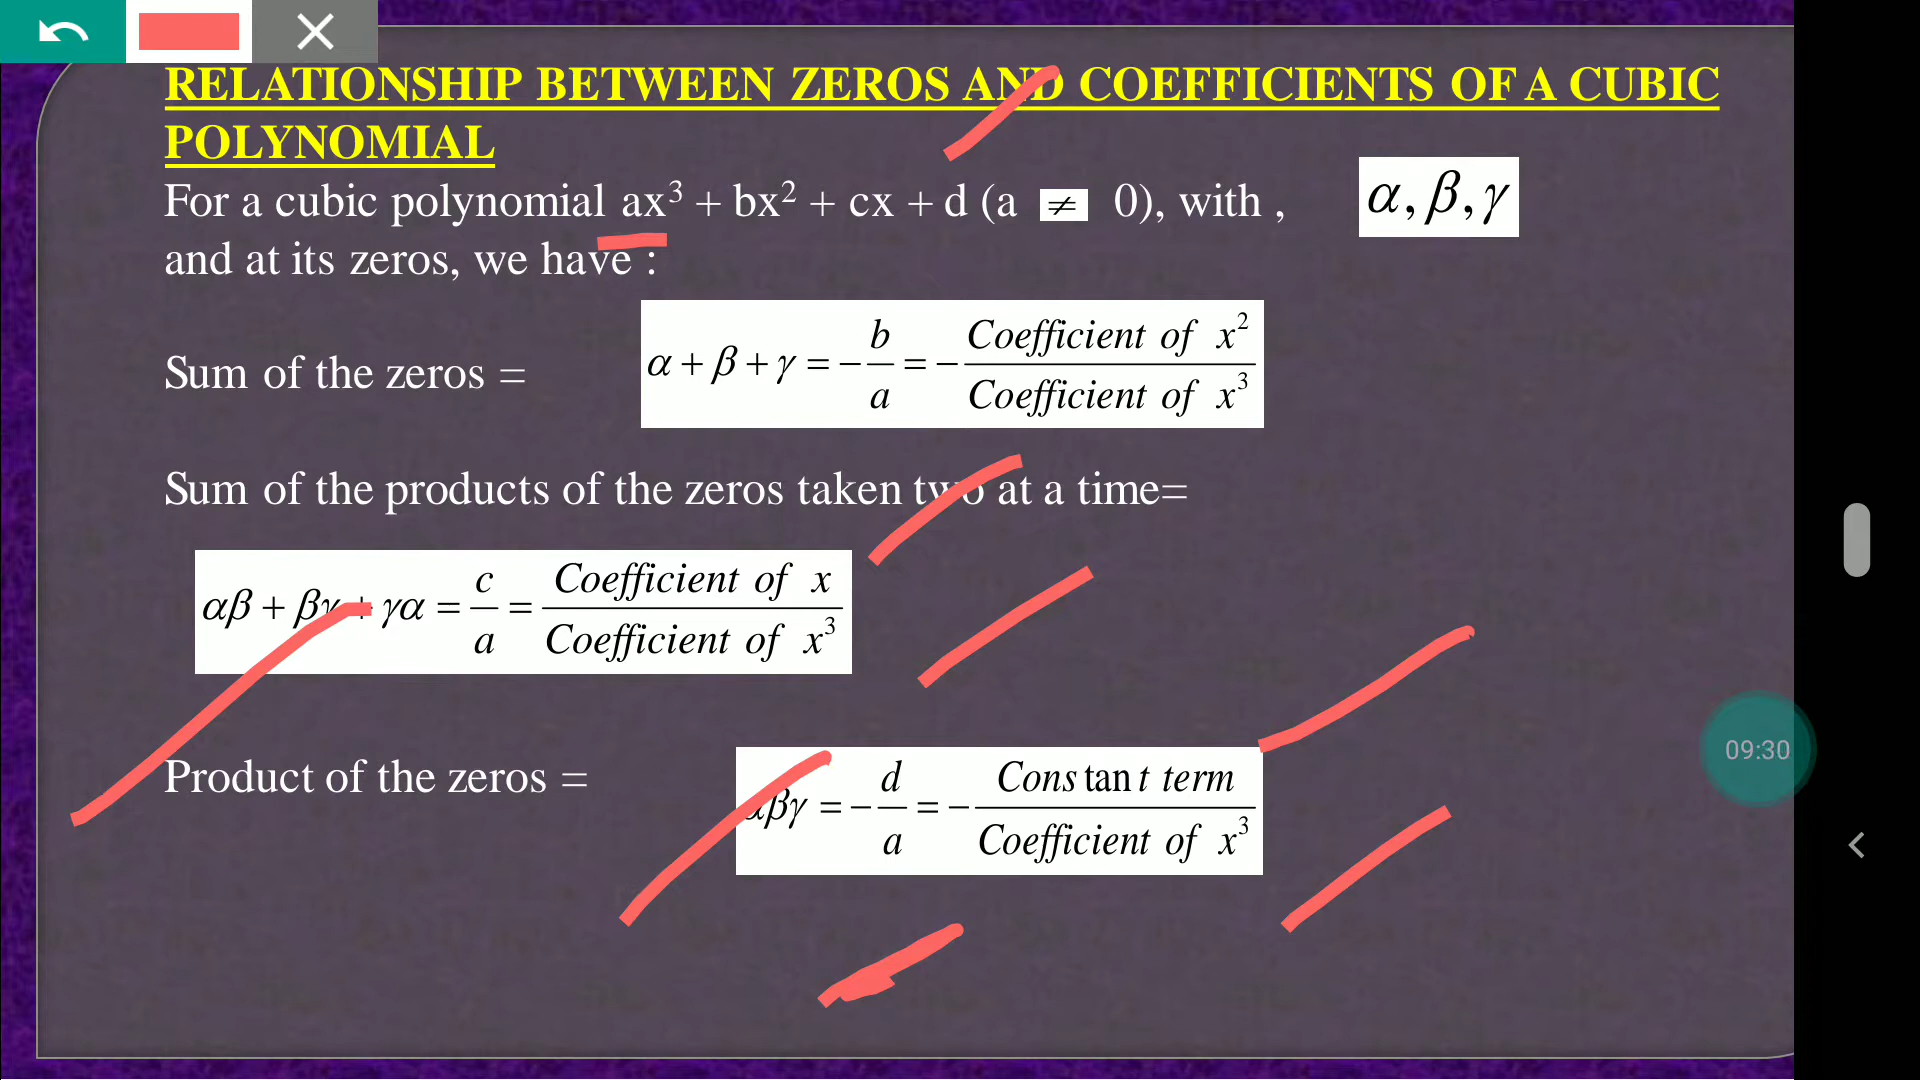 RELATIONSHIP BETWEEN ZEROS AND COEFFICIENTS OF A CUBIC
POLYNOMIAL
For a cubic polynomial ax³ + bx² + cx + d (a ≠ 0), with , α, β, γ
and at its zeros, we have :
Sum of the zeros = α + β + γ = −b/a = −Coefficient of x²/Coefficient of x³
Sum of the products of the zeros taken two at a time=
αβ + βγ + γα = c/a = Coefficient of x/Coefficient of x³
Product of the zeros = αβγ = −d/a = −Constant term/Coefficient of x³
09:30